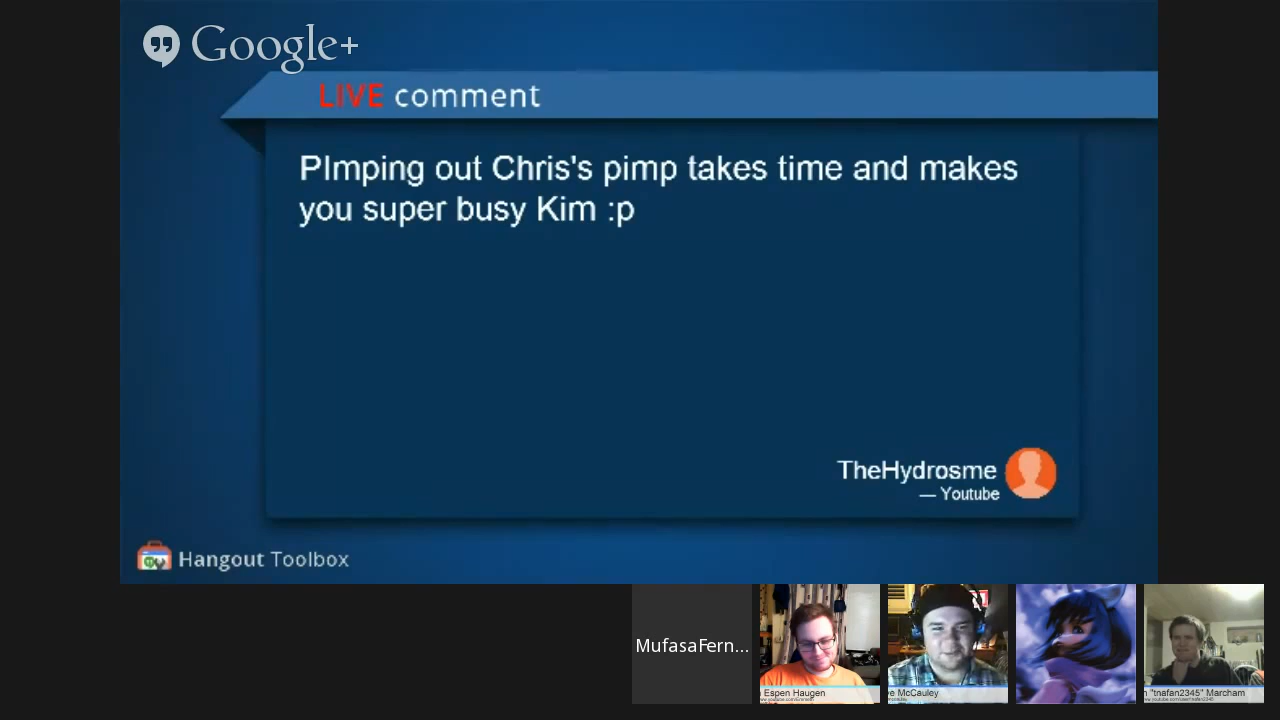 Google+
LIVE comment
PImping out Chris's pimp takes time and makes
you super busy Kim :p
TheHydrosme
— Youtube
Hangout Toolbox
MufasaFern...
Espen Haugen
McCauley
"tnafan2345" Marcham